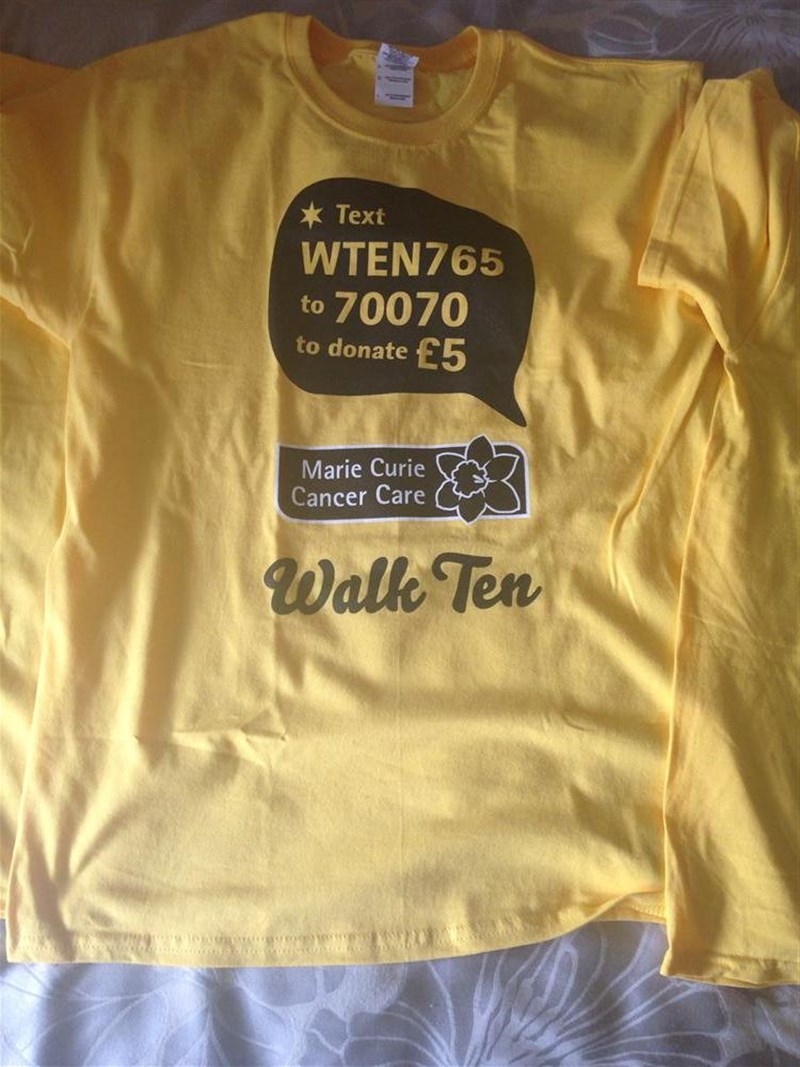 Text
WTEN765
to 70070
to donate £5
Marie Curie
Cancer Care
Walk Ten